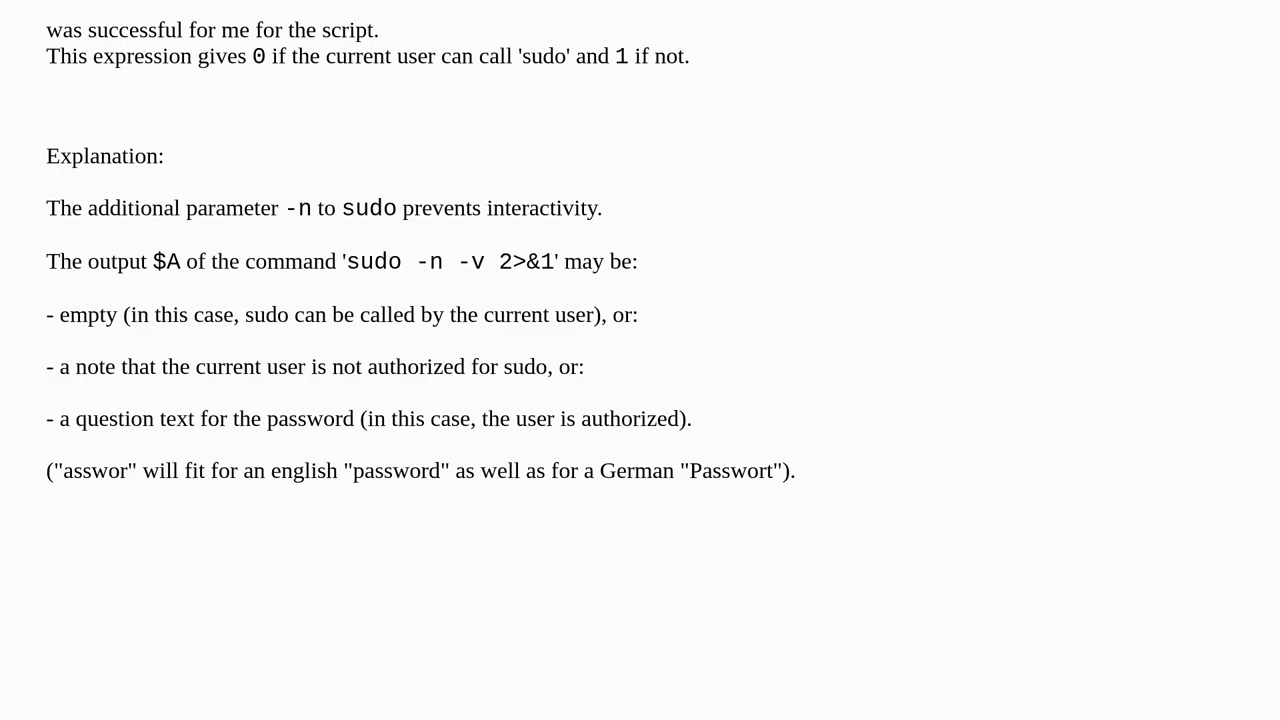 was successful for me for the script.
This expression gives 0 if the current user can call 'sudo' and 1 if not.
Explanation:
The additional parameter -n to sudo prevents interactivity.
The output $A of the command 'sudo -n -v 2>&1' may be:
- empty (in this case, sudo can be called by the current user), or:
- a note that the current user is not authorized for sudo, or:
- a question text for the password (in this case, the user is authorized).
("asswor" will fit for an english "password" as well as for a German "Passwort").